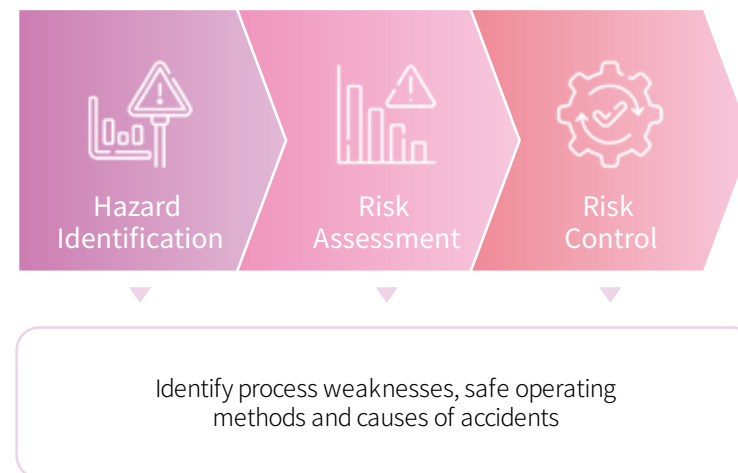 Hazard
Identification
Risk
Assessment
Risk
Control
Identify process weaknesses, safe operating
methods and causes of accidents